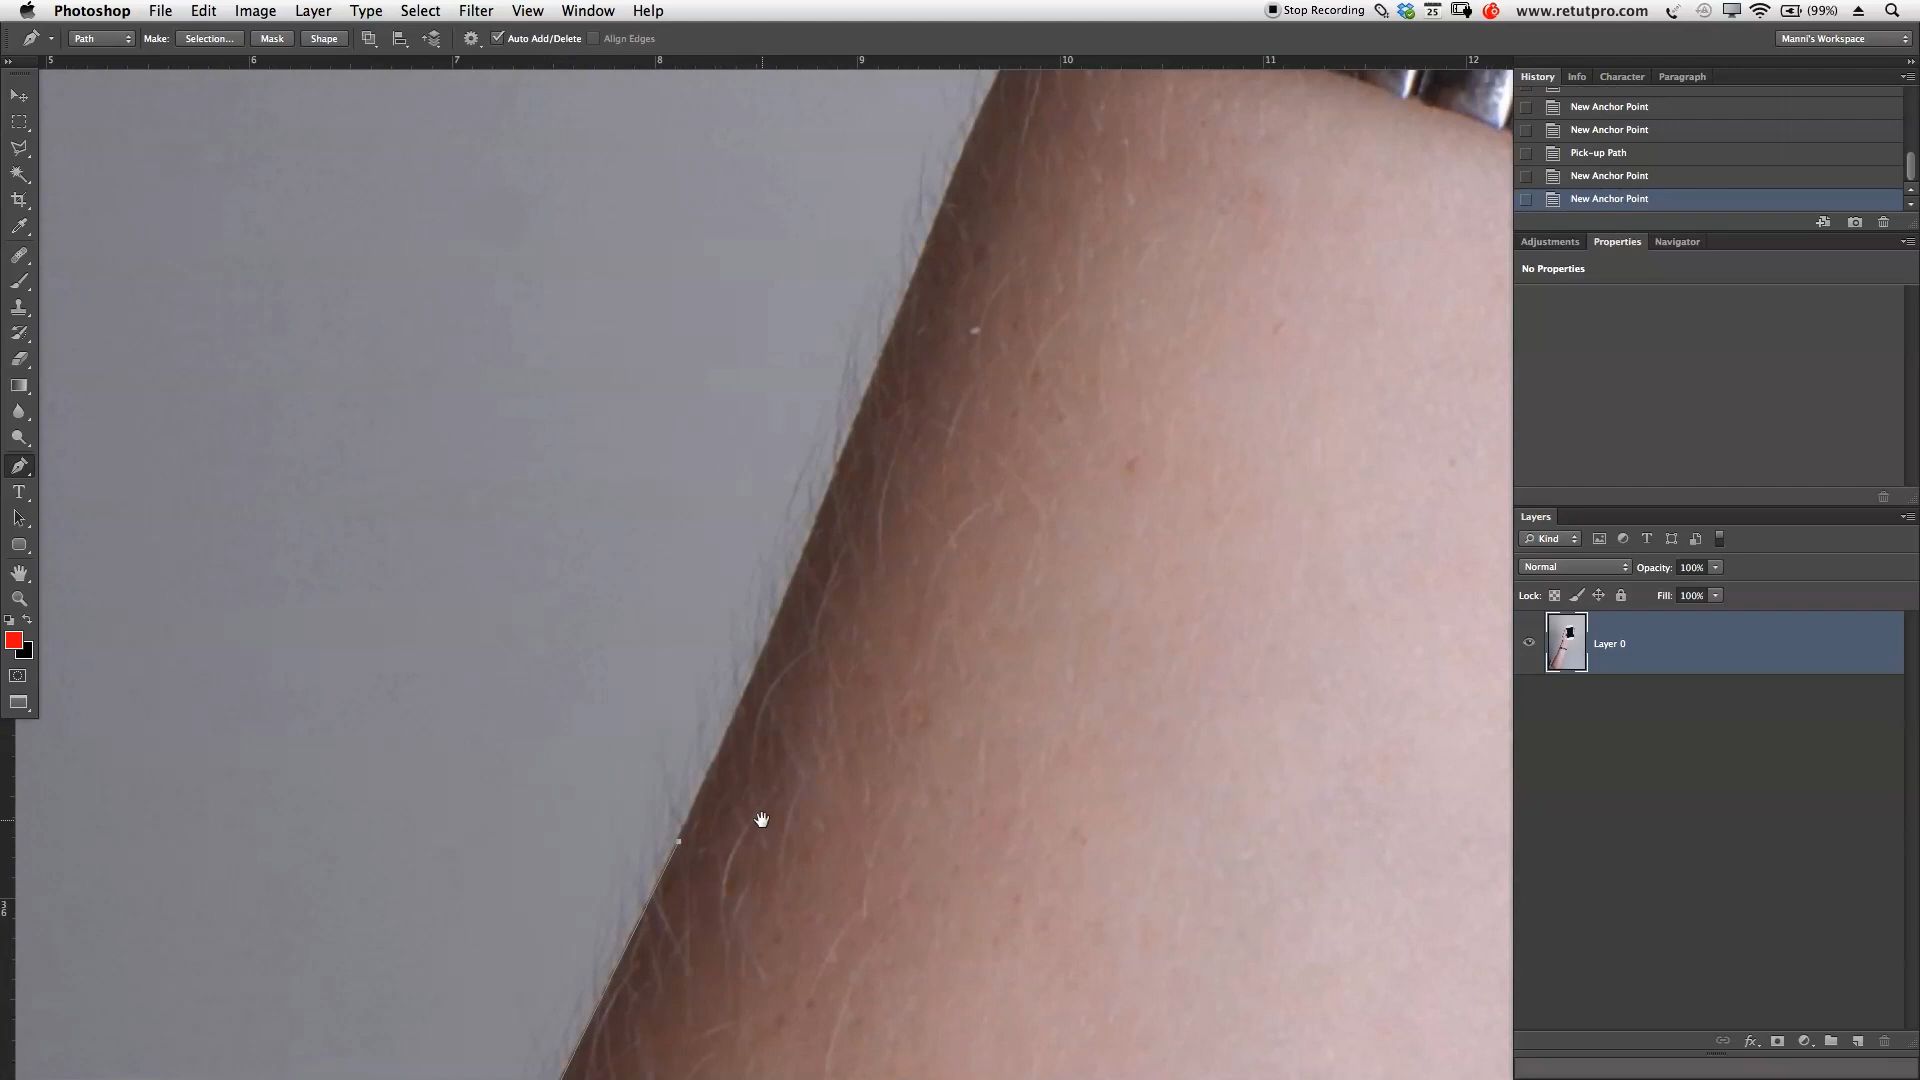 Photoshop File Edit Image Layer Type Select Filter View Window Help Stop Recording 25 www.retutpro.com (99%)
Path Make: Selection... Mask Shape Auto Add/Delete Align Edges Manni's Workspace
5 6 7 8 9 10 11 12
History Info Character Paragraph
New Anchor Point
New Anchor Point
Pick-up Path
New Anchor Point
New Anchor Point
Adjustments Properties Navigator
No Properties
Layers
Kind
Normal Opacity: 100%
Lock: Fill: 100%
Layer 0
36
fx